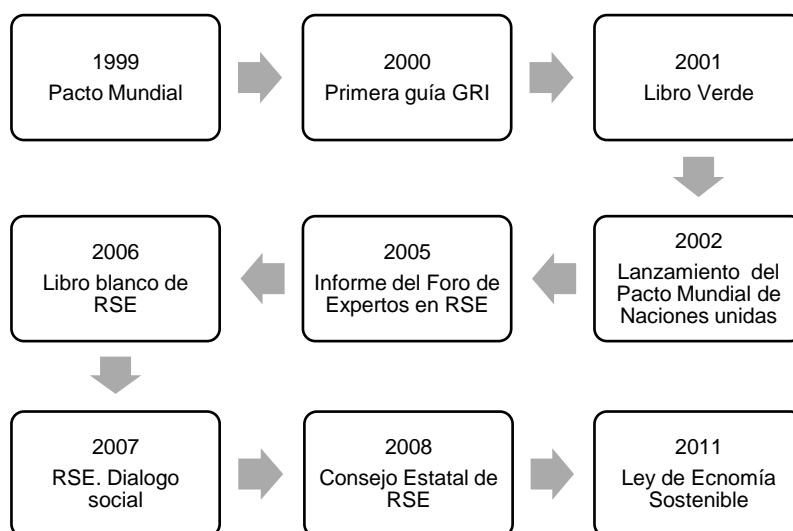 1999
Pacto Mundial
2000
Primera guía GRI
2001
Libro Verde
2002
Lanzamiento del
Pacto Mundial de
Naciones unidas
2005
Informe del Foro de
Expertos en RSE
2006
Libro blanco de
RSE
2007
RSE. Dialogo
social
2008
Consejo Estatal de
RSE
2011
Ley de Ecnomía
Sostenible